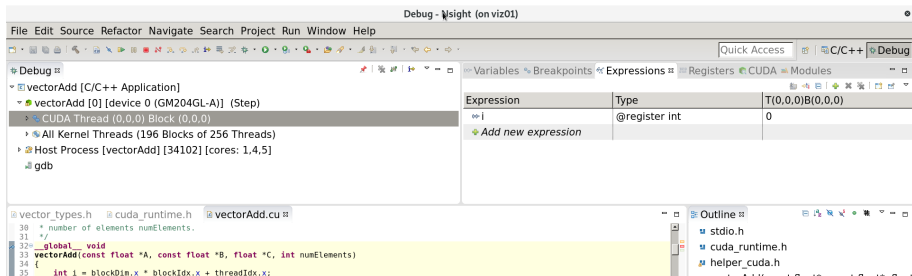 Debug - Nsight (on viz01)
File Edit Source Refactor Navigate Search Project Run Window Help
Quick Access C/C++ Debug
Debug
vectorAdd [C/C++ Application]
vectorAdd [0] [device 0 (GM204GL-A)] (Step)
CUDA Thread (0,0,0) Block (0,0,0)
All Kernel Threads (196 Blocks of 256 Threads)
Host Process [vectorAdd] [34102] [cores: 1,4,5]
gdb
Variables Breakpoints Expressions Registers CUDA Modules
Expression Type T(0,0,0)B(0,0,0)
i @register int 0
Add new expression
vector_types.h cuda_runtime.h vectorAdd.cu
30 * number of elements numElements.
31 */
32 __global__ void
33 vectorAdd(const float *A, const float *B, float *C, int numElements)
34 {
35 int i = blockDim.x * blockIdx.x + threadIdx.x;
Outline
stdio.h
cuda_runtime.h
helper_cuda.h